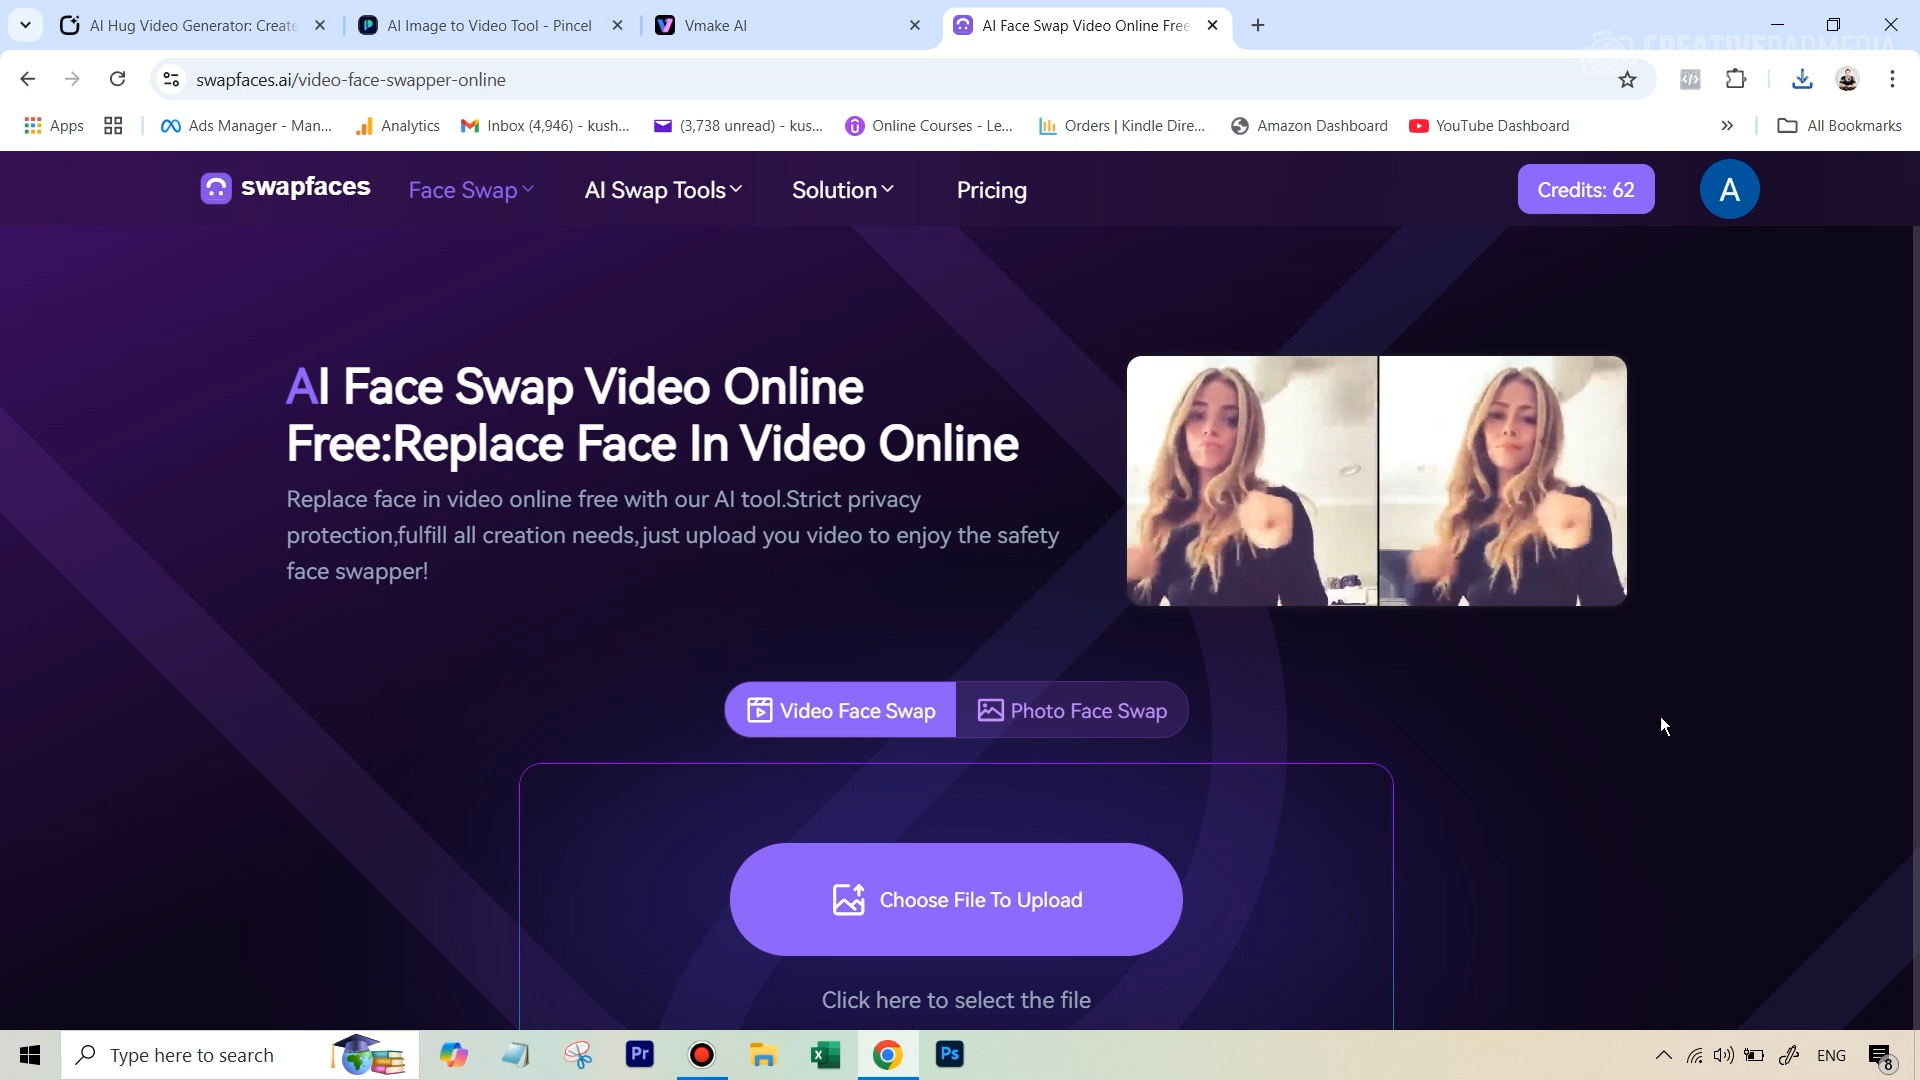 AI Hug Video Generator: Create
AI Image to Video Tool - Pincel
Vmake AI
AI Face Swap Video Online Free
CREATIVEDADMEDIA
swapfaces.ai/video-face-swapper-online
Apps
Ads Manager - Man...
Analytics
Inbox (4,946) - kush...
(3,738 unread) - kus...
Online Courses - Le...
Orders | Kindle Dire...
Amazon Dashboard
YouTube Dashboard
All Bookmarks
swapfaces
Face Swap
AI Swap Tools
Solution
Pricing
Credits: 62
A
AI Face Swap Video Online
Free:Replace Face In Video Online
Replace face in video online free with our AI tool.Strict privacy
protection,fulfill all creation needs,just upload you video to enjoy the safety
face swapper!
Video Face Swap
Photo Face Swap
Choose File To Upload
Click here to select the file
Type here to search
Pr
Ps
ENG
8